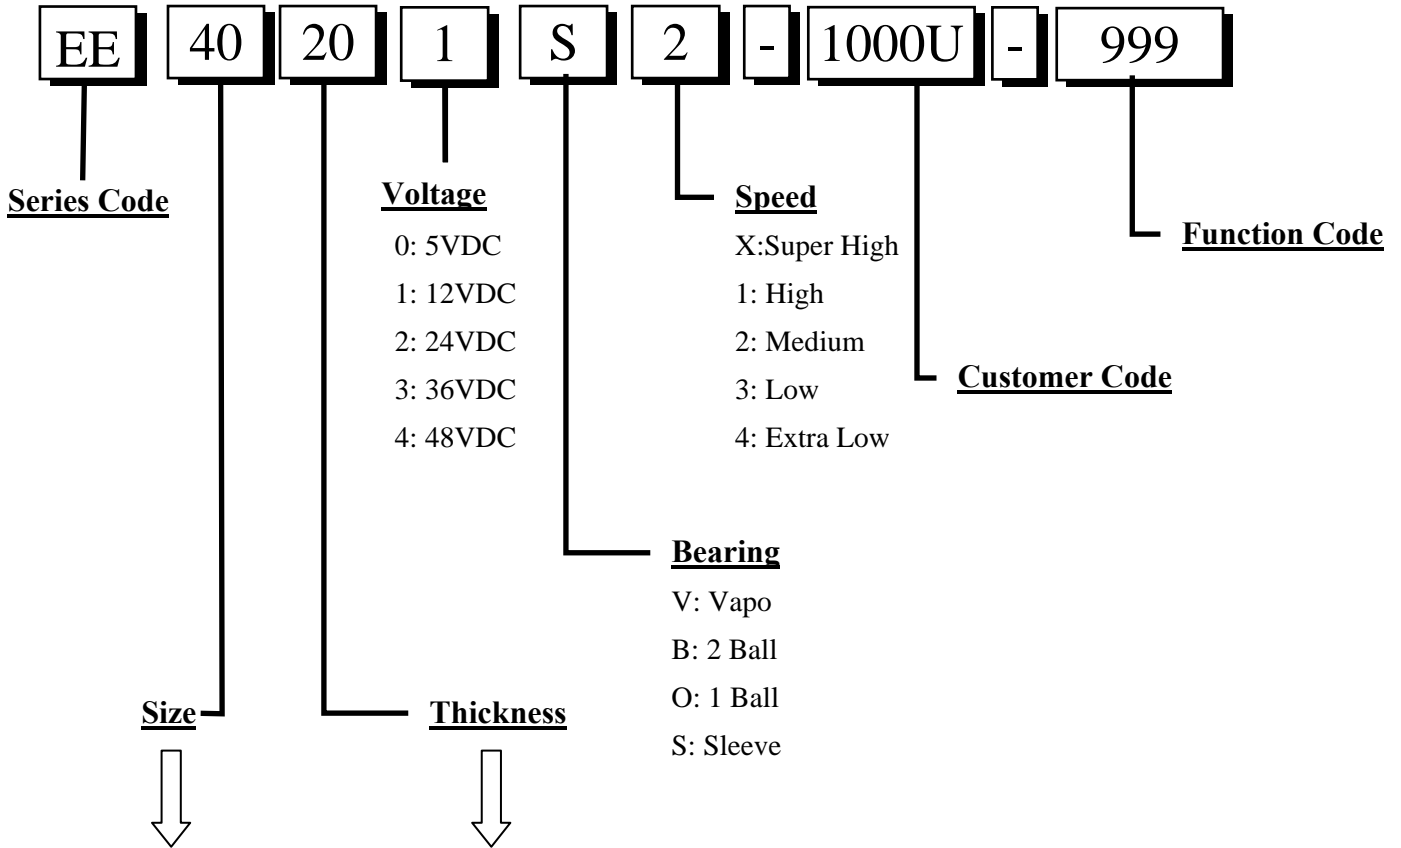 EE 40 20 1 S 2 - 1000U - 999
Series Code
Voltage
0: 5VDC
1: 12VDC
2: 24VDC
3: 36VDC
4: 48VDC
Speed
X:Super High
1: High
2: Medium
3: Low
4: Extra Low
Function Code
Customer Code
Bearing
V: Vapo
B: 2 Ball
O: 1 Ball
S: Sleeve
Size
Thickness